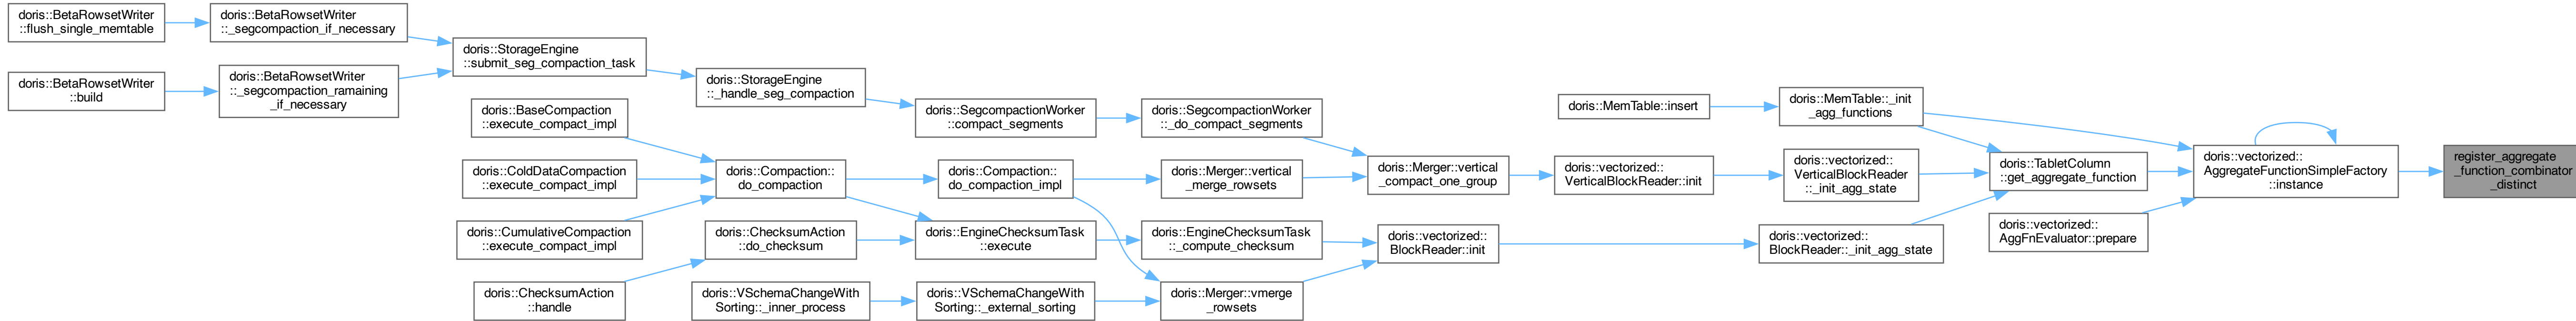 doris::BetaRowsetWriter
::flush_single_memtable
doris::BetaRowsetWriter
::_segcompaction_if_necessary
doris::BetaRowsetWriter
::build
doris::BetaRowsetWriter
::_segcompaction_ramaining
_if_necessary
doris::StorageEngine
::submit_seg_compaction_task
doris::StorageEngine
::_handle_seg_compaction
doris::BaseCompaction
::execute_compact_impl
doris::ColdDataCompaction
::execute_compact_impl
doris::CumulativeCompaction
::execute_compact_impl
doris::ChecksumAction
::handle
doris::Compaction::
do_compaction
doris::ChecksumAction
::do_checksum
doris::VSchemaChangeWith
Sorting::_inner_process
doris::SegcompactionWorker
::compact_segments
doris::Compaction::
do_compaction_impl
doris::EngineChecksumTask
::execute
doris::VSchemaChangeWith
Sorting::_external_sorting
doris::SegcompactionWorker
::_do_compact_segments
doris::Merger::vertical
_merge_rowsets
doris::EngineChecksumTask
::_compute_checksum
doris::Merger::vmerge
_rowsets
doris::Merger::vertical
_compact_one_group
doris::vectorized::
BlockReader::init
doris::MemTable::insert
doris::vectorized::
VerticalBlockReader::init
doris::MemTable::_init
_agg_functions
doris::vectorized::
VerticalBlockReader
::_init_agg_state
doris::vectorized::
BlockReader::_init_agg_state
doris::TabletColumn
::get_aggregate_function
doris::vectorized::
AggFnEvaluator::prepare
doris::vectorized::
AggregateFunctionSimpleFactory
::instance
register_aggregate
_function_combinator
_distinct